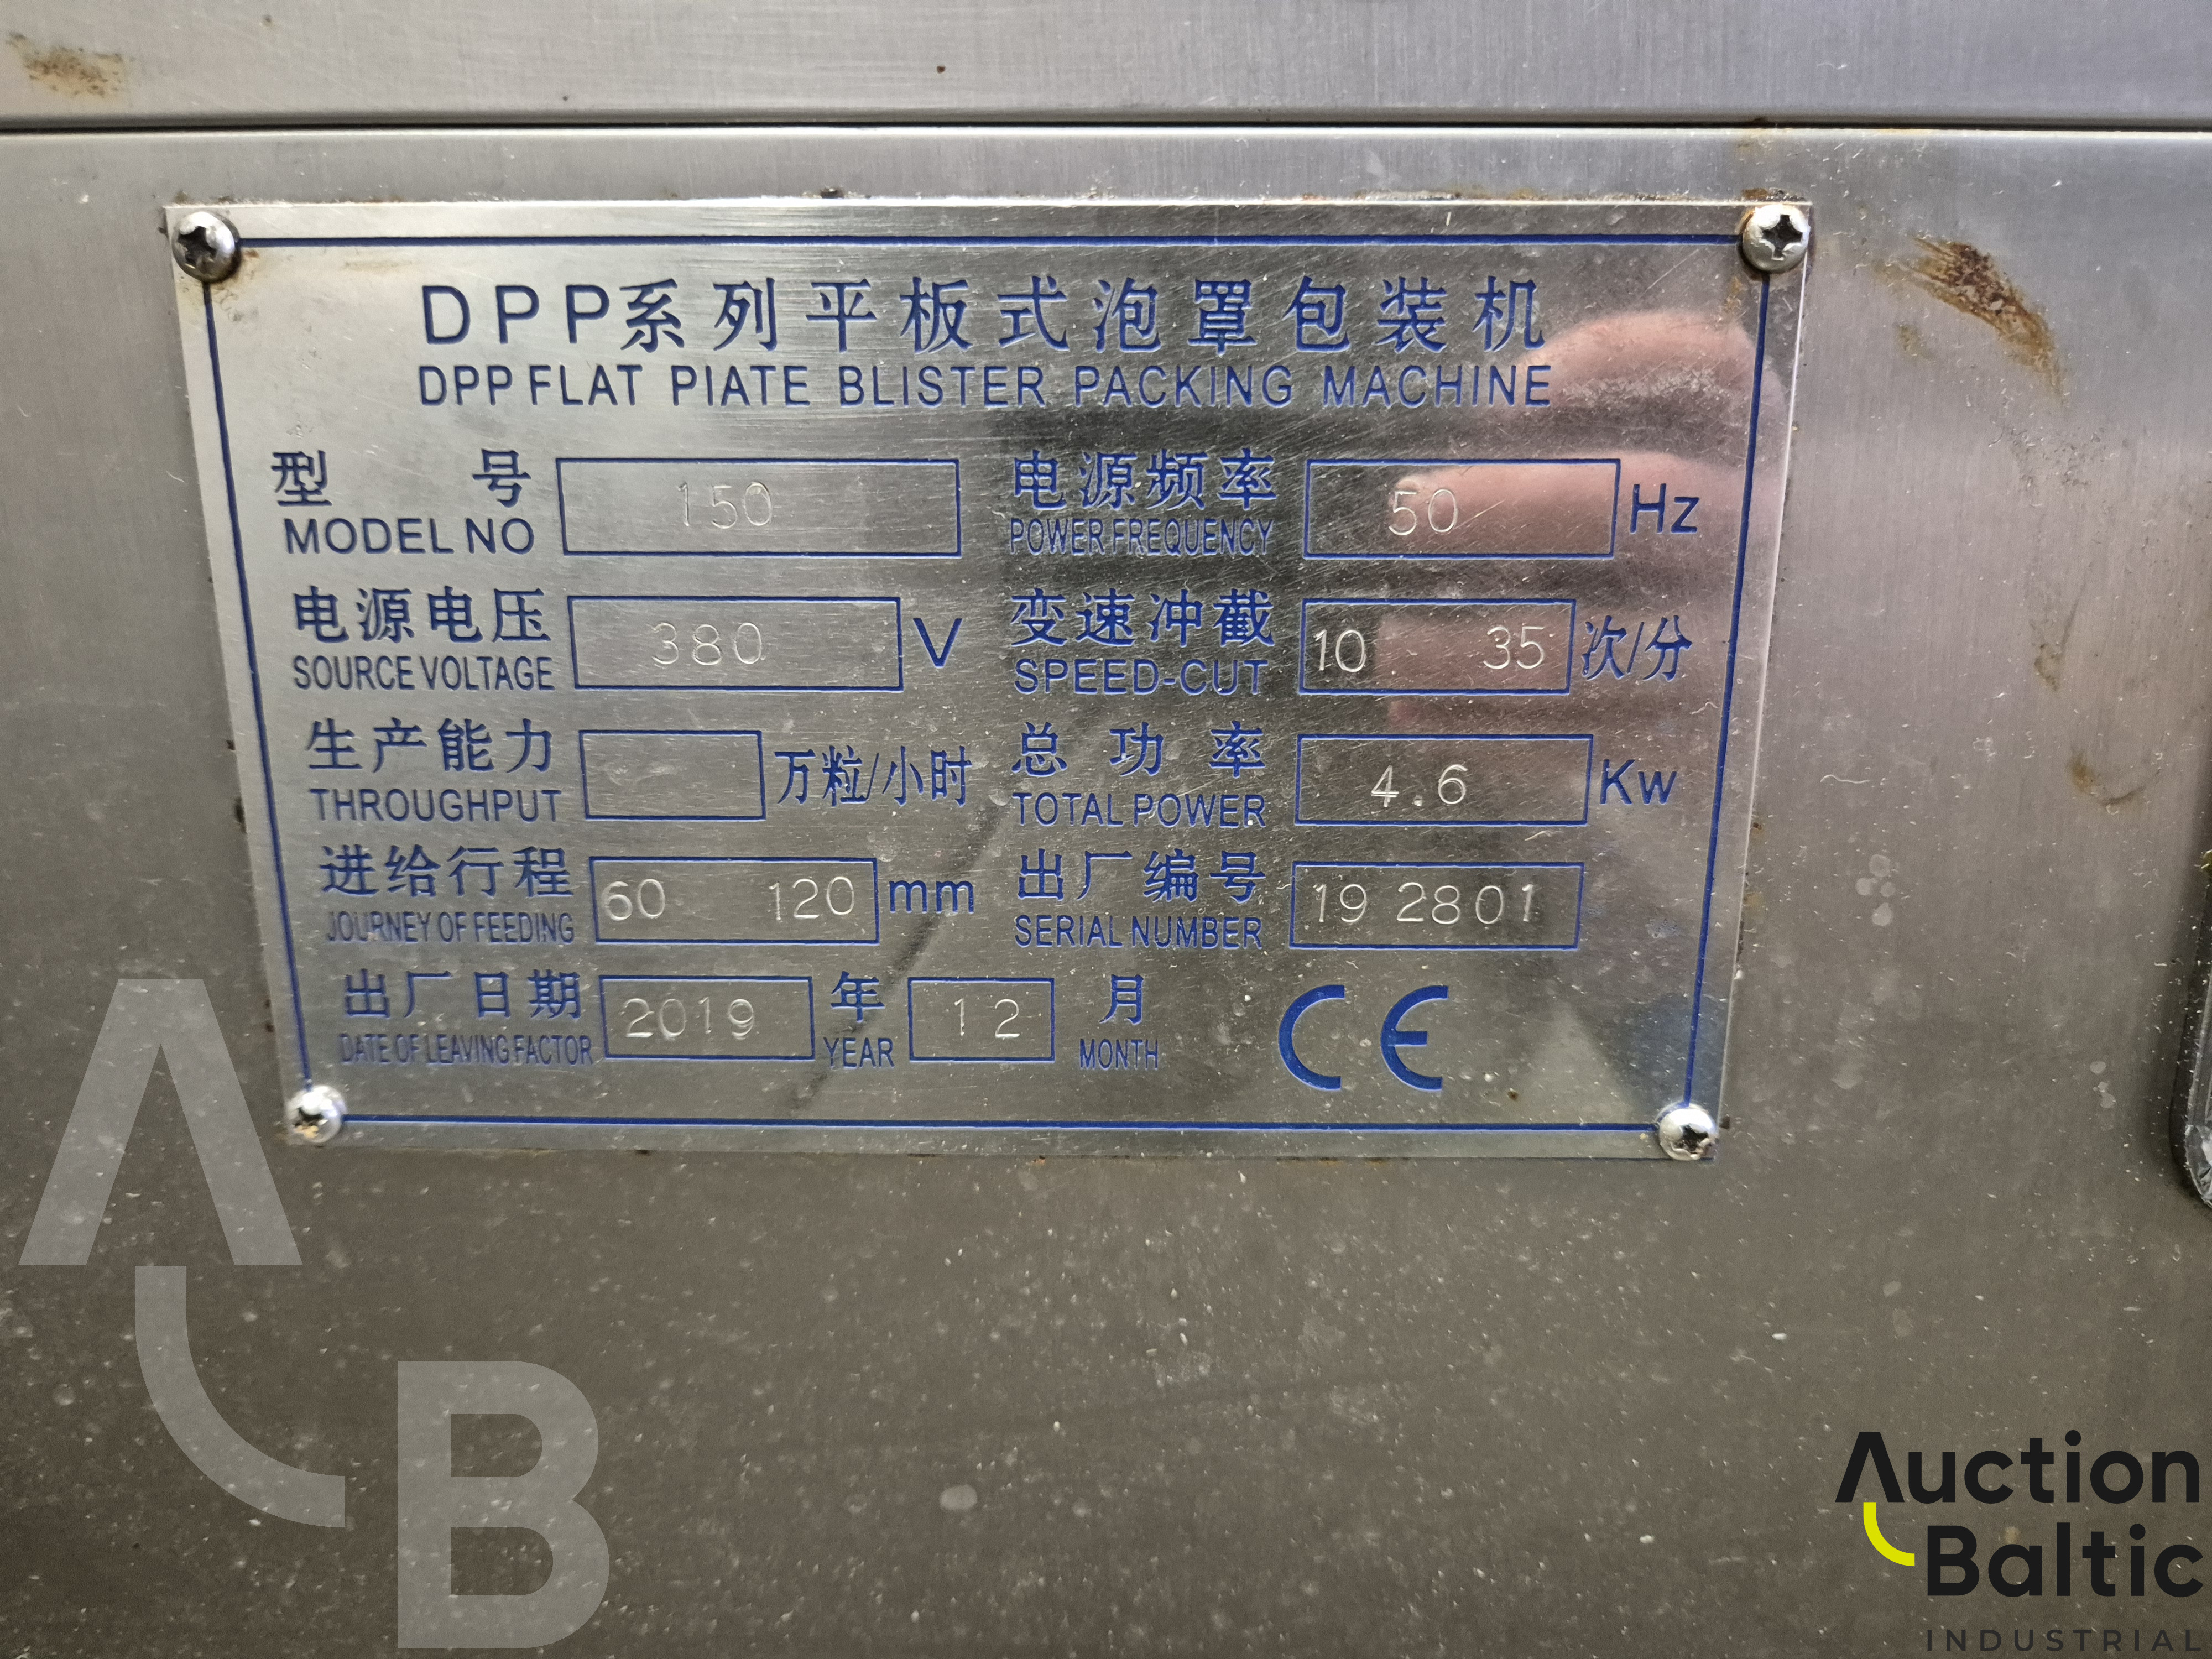 DPP系列平板式泡罩包装机
DPP FLAT PIATE BLISTER PACKING MACHINE
型号 150 电源频率 50 Hz
MODEL NO POWER FREQUENCY
电源电压 380 V 变速冲截 10 35 次/分
SOURCE VOLTAGE SPEED-CUT
生产能力 万粒/小时 总功率 4.6 Kw
THROUGHPUT TOTAL POWER
进给行程 60 120 mm 出厂编号 19 2801
JOURNEY OF FEEDING SERIAL NUMBER
出厂日期 2019 年 12 月 CE
DATE OF LEAVING FACTOR YEAR MONTH
AB
Auction
Baltic
INDUSTRIAL